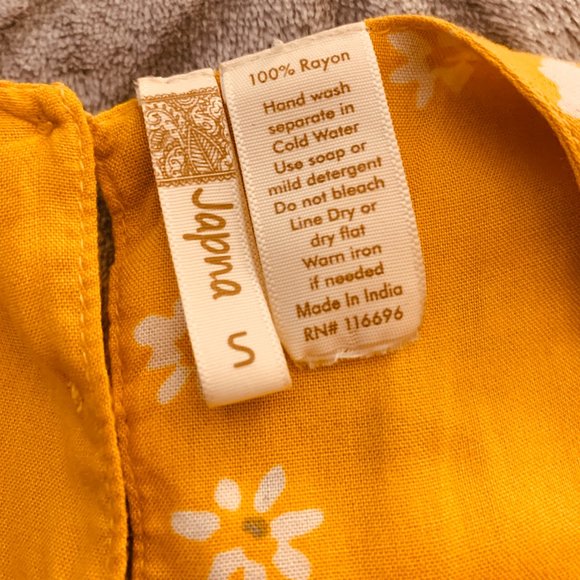 100% Rayon
Hand wash
separate in
Cold Water
Use soap or
mild detergent
Do not bleach
Line Dry or
dry flat
Warn iron
if needed
Made In India
RN# 116696
Japna
S